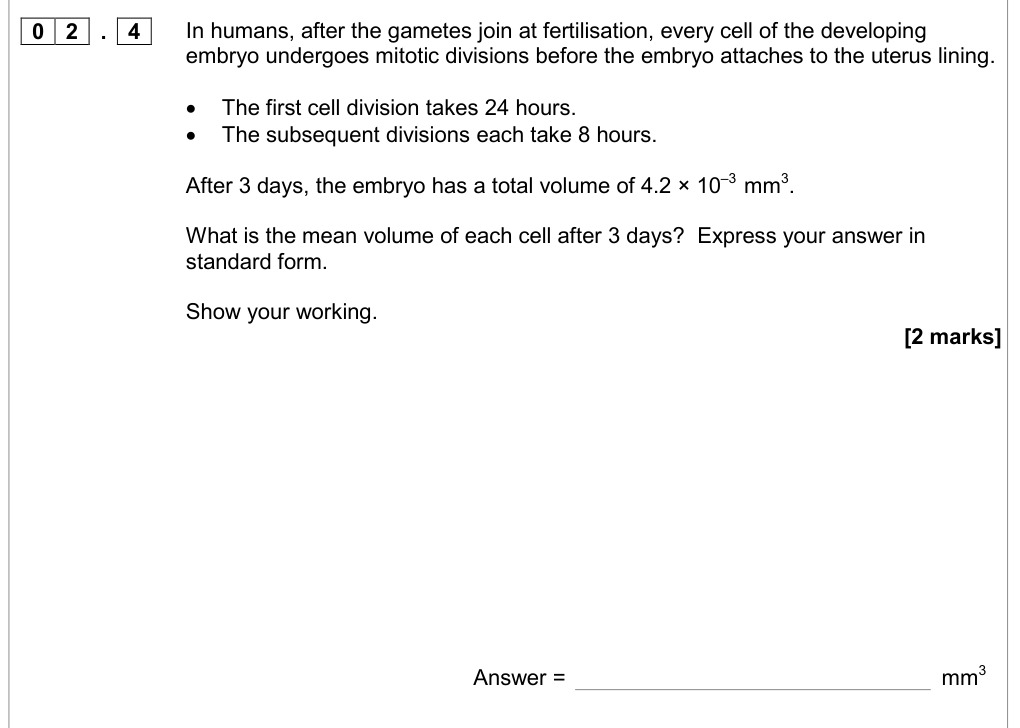 0 2 . 4 In humans, after the gametes join at fertilisation, every cell of the developing
embryo undergoes mitotic divisions before the embryo attaches to the uterus lining.
• The first cell division takes 24 hours.
• The subsequent divisions each take 8 hours.
After 3 days, the embryo has a total volume of 4.2 × 10⁻³ mm³.
What is the mean volume of each cell after 3 days? Express your answer in
standard form.
Show your working.
[2 marks]
Answer = mm³